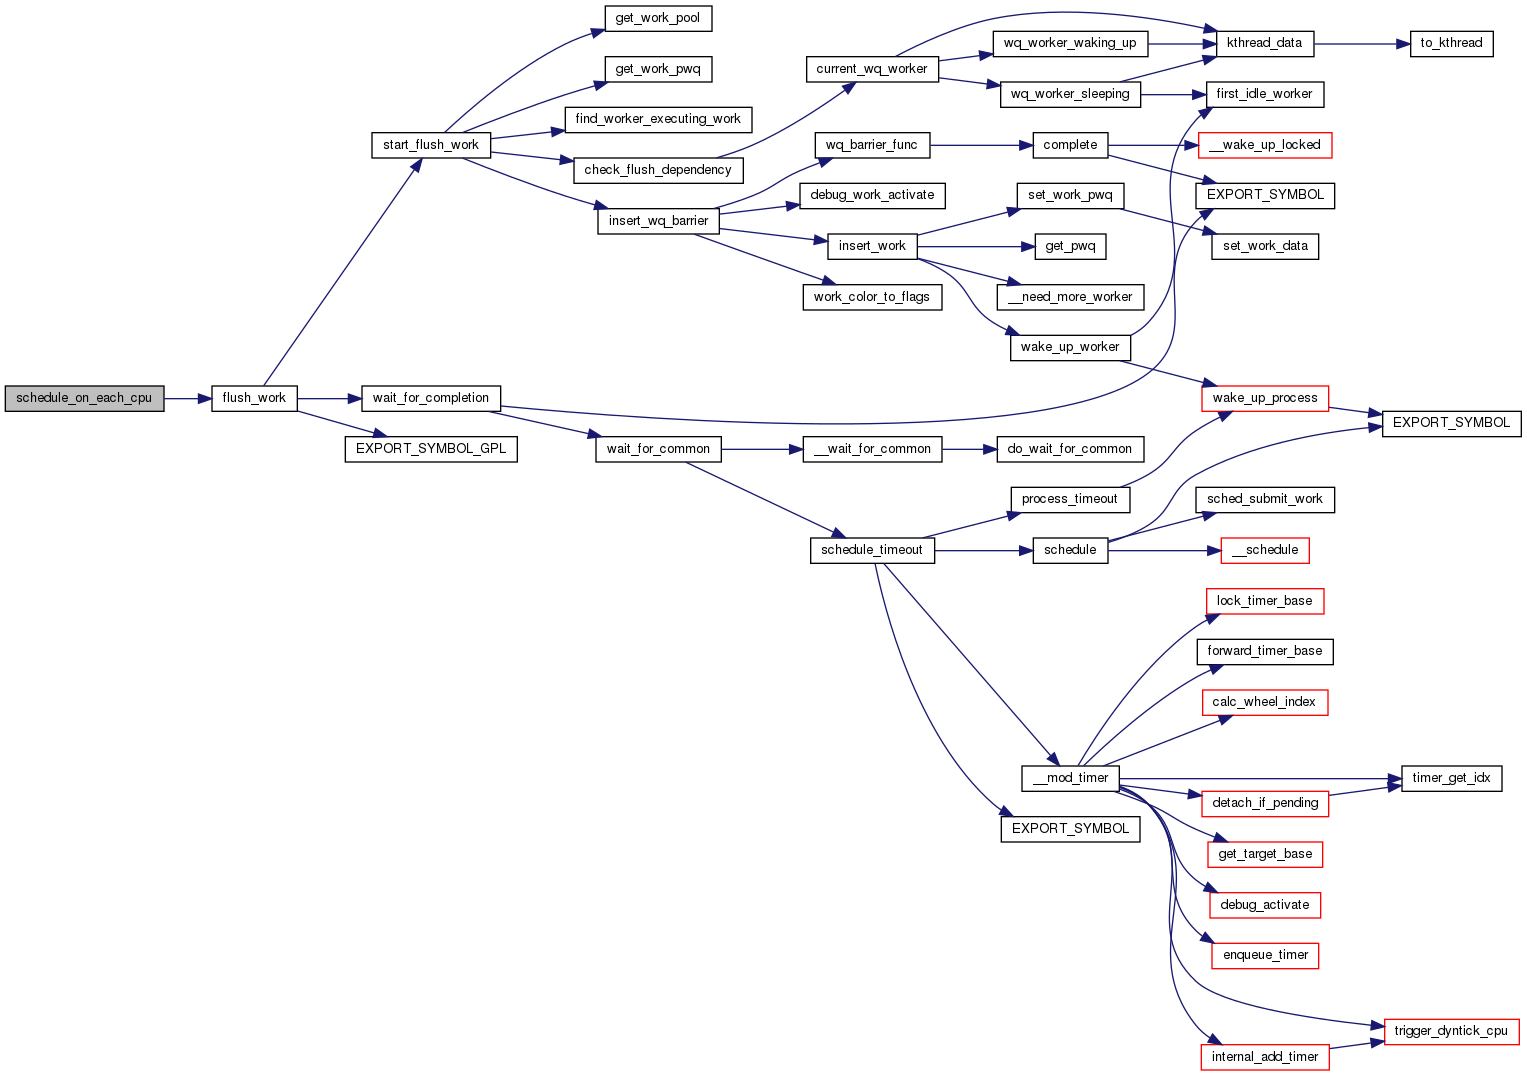 get_work_pool
get_work_pwq
find_worker_executing_work
start_flush_work
check_flush_dependency
insert_wq_barrier
current_wq_worker
wq_worker_waking_up
kthread_data
to_kthread
wq_worker_sleeping
first_idle_worker
wq_barrier_func
complete
__wake_up_locked
EXPORT_SYMBOL
debug_work_activate
set_work_pwq
insert_work
get_pwq
set_work_data
work_color_to_flags
__need_more_worker
wake_up_worker
schedule_on_each_cpu
flush_work
wait_for_completion
EXPORT_SYMBOL_GPL
wake_up_process
EXPORT_SYMBOL
wait_for_common
__wait_for_common
do_wait_for_common
process_timeout
sched_submit_work
schedule_timeout
schedule
__schedule
lock_timer_base
forward_timer_base
calc_wheel_index
__mod_timer
timer_get_idx
detach_if_pending
EXPORT_SYMBOL
get_target_base
debug_activate
enqueue_timer
trigger_dyntick_cpu
internal_add_timer